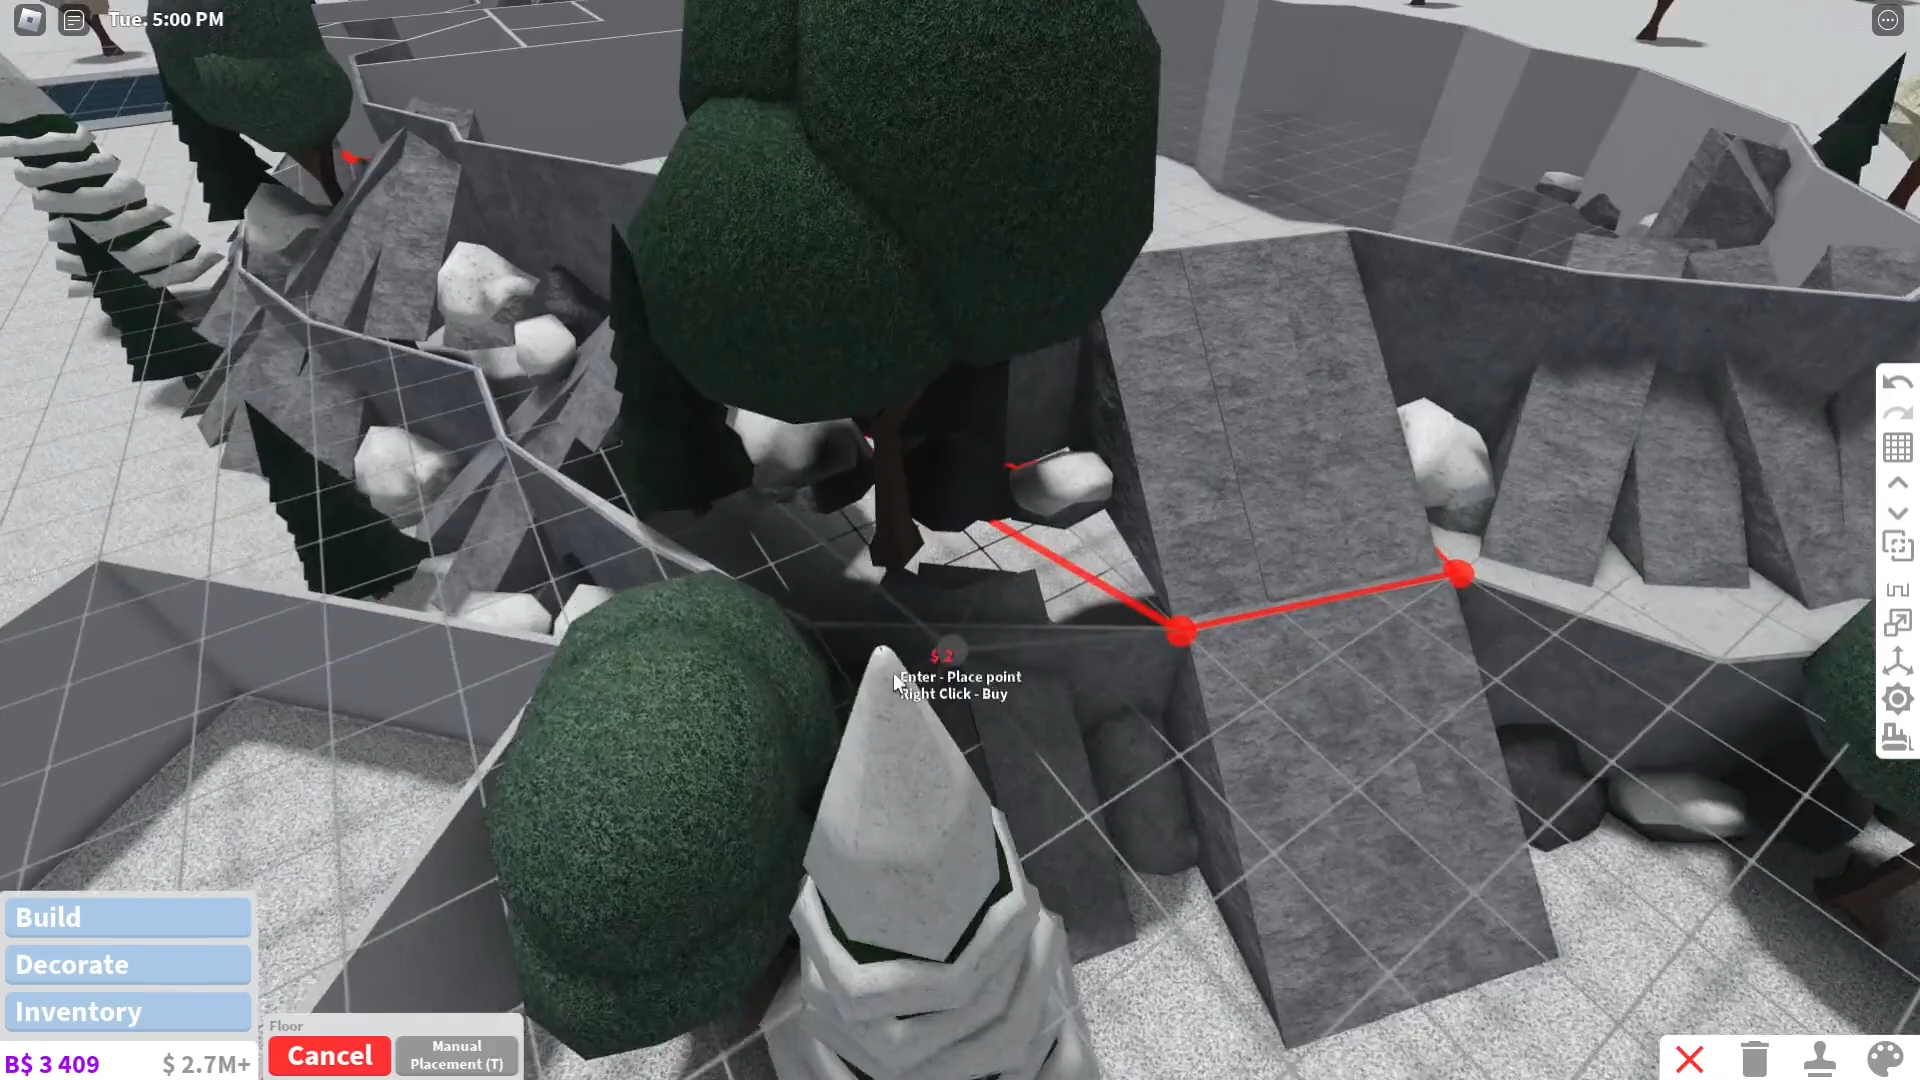 Tue. 5:00 PM
$ 2
Enter - Place point
Right Click - Buy
Build
Decorate
Inventory
B$ 3 409
$ 2.7M+
Floor
Cancel
Manual
Placement (T)